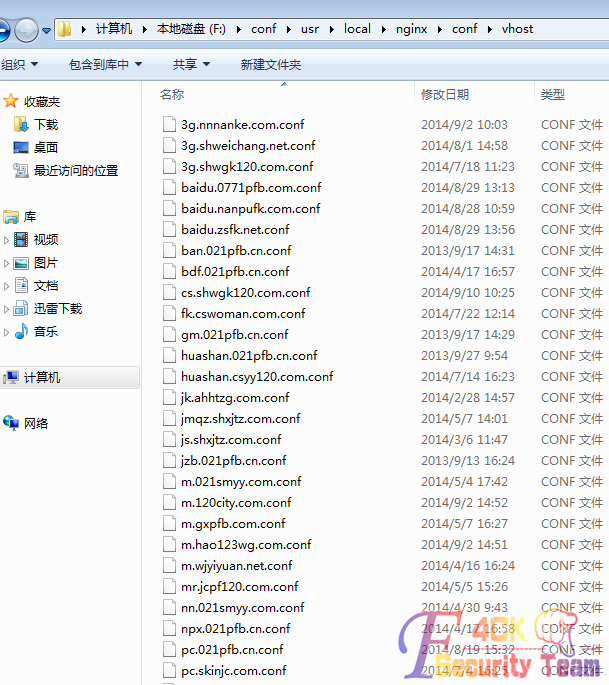 计算机 本地磁盘 (F:) conf usr local nginx conf vhost
组织 包含到库中 共享 新建文件夹
收藏夹
下载
桌面
最近访问的位置
库
视频
图片
文档
迅雷下载
音乐
计算机
网络
名称 修改日期 类型
3g.nnnanke.com.conf 2014/9/2 10:03 CONF 文件
3g.shweichang.net.conf 2014/8/1 14:58 CONF 文件
3g.shwgk120.com.conf 2014/7/18 11:23 CONF 文件
baidu.0771pfb.com.conf 2014/8/29 13:13 CONF 文件
baidu.nanpufk.com.conf 2014/8/28 10:59 CONF 文件
baidu.zsfk.net.conf 2014/8/29 13:56 CONF 文件
ban.021pfb.cn.conf 2013/9/17 14:31 CONF 文件
bdf.021pfb.cn.conf 2014/4/17 16:57 CONF 文件
cs.shwgk120.com.conf 2014/9/10 10:25 CONF 文件
fk.cswoman.com.conf 2014/7/22 12:14 CONF 文件
gm.021pfb.cn.conf 2013/9/17 14:29 CONF 文件
huashan.021pfb.cn.conf 2013/9/27 9:54 CONF 文件
huashan.csyy120.com.conf 2014/7/14 16:23 CONF 文件
jk.ahhtzg.com.conf 2014/2/28 14:57 CONF 文件
jmqz.shxjtz.com.conf 2014/5/7 14:01 CONF 文件
js.shxjtz.com.conf 2014/3/6 11:47 CONF 文件
jzb.021pfb.cn.conf 2013/9/13 16:24 CONF 文件
m.021smyy.com.conf 2014/5/4 17:42 CONF 文件
m.120city.com.conf 2014/9/2 14:52 CONF 文件
m.gxpfb.com.conf 2014/5/7 16:27 CONF 文件
m.hao123wg.com.conf 2014/9/2 14:51 CONF 文件
m.wjyiyuan.net.conf 2014/4/16 16:24 CONF 文件
mr.jcpf120.com.conf 2014/5/5 15:26 CONF 文件
nn.021smyy.com.conf 2014/4/30 9:43 CONF 文件
npx.021pfb.cn.conf 2014/4/17 16:58 CONF 文件
pc.021pfb.cn.conf 2014/8/19 15:32 CONF 文件
pc.skinjc.com.conf 2014/7/4 16:25 CONF 文件
Security Team